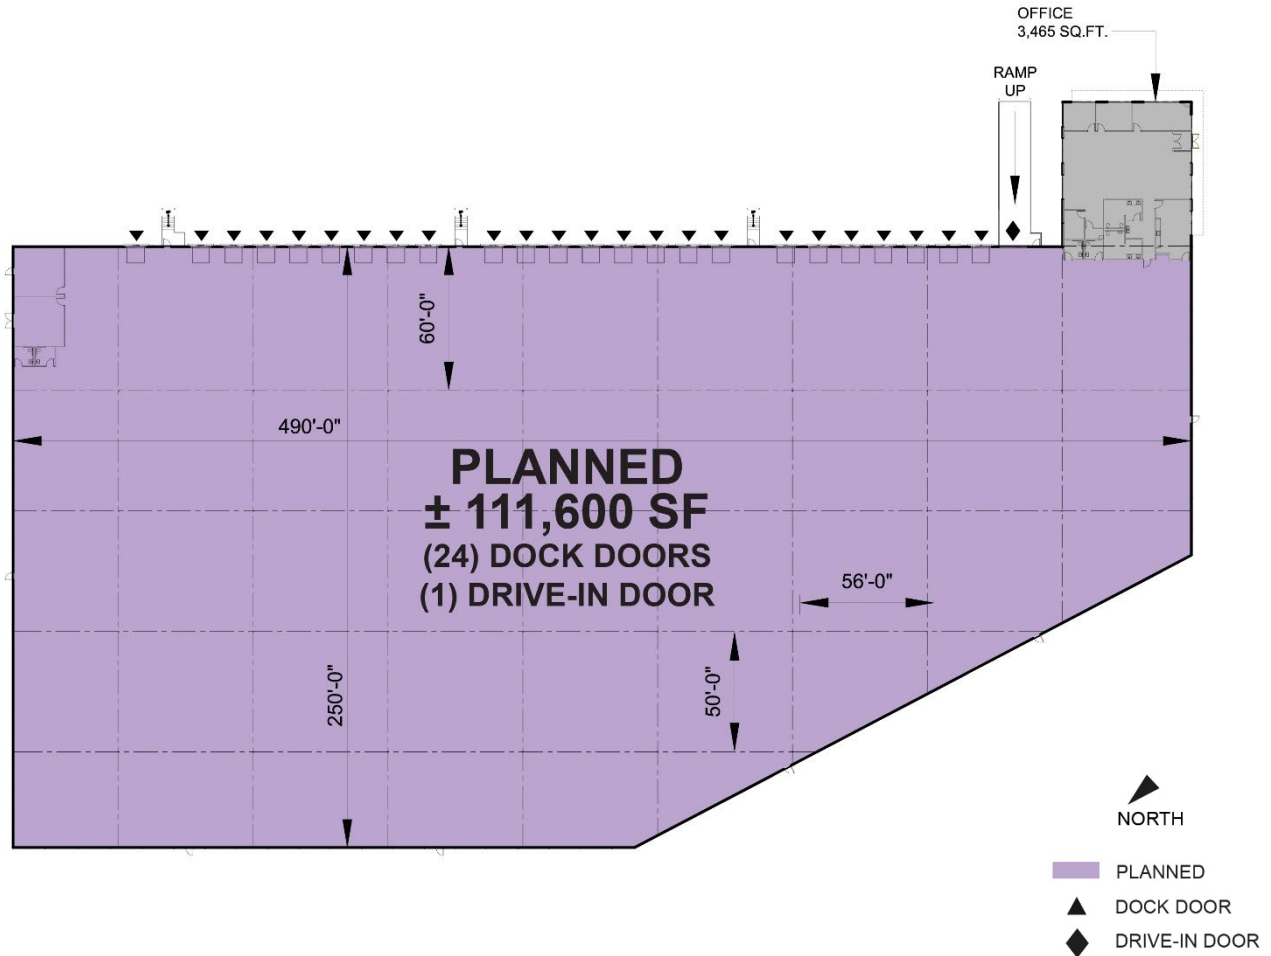 OFFICE
3,465 SQ.FT.
RAMP
UP
60'-0"
490'-0"
PLANNED
± 111,600 SF
(24) DOCK DOORS
(1) DRIVE-IN DOOR
56'-0"
250'-0"
50'-0"
NORTH
PLANNED
DOCK DOOR
DRIVE-IN DOOR